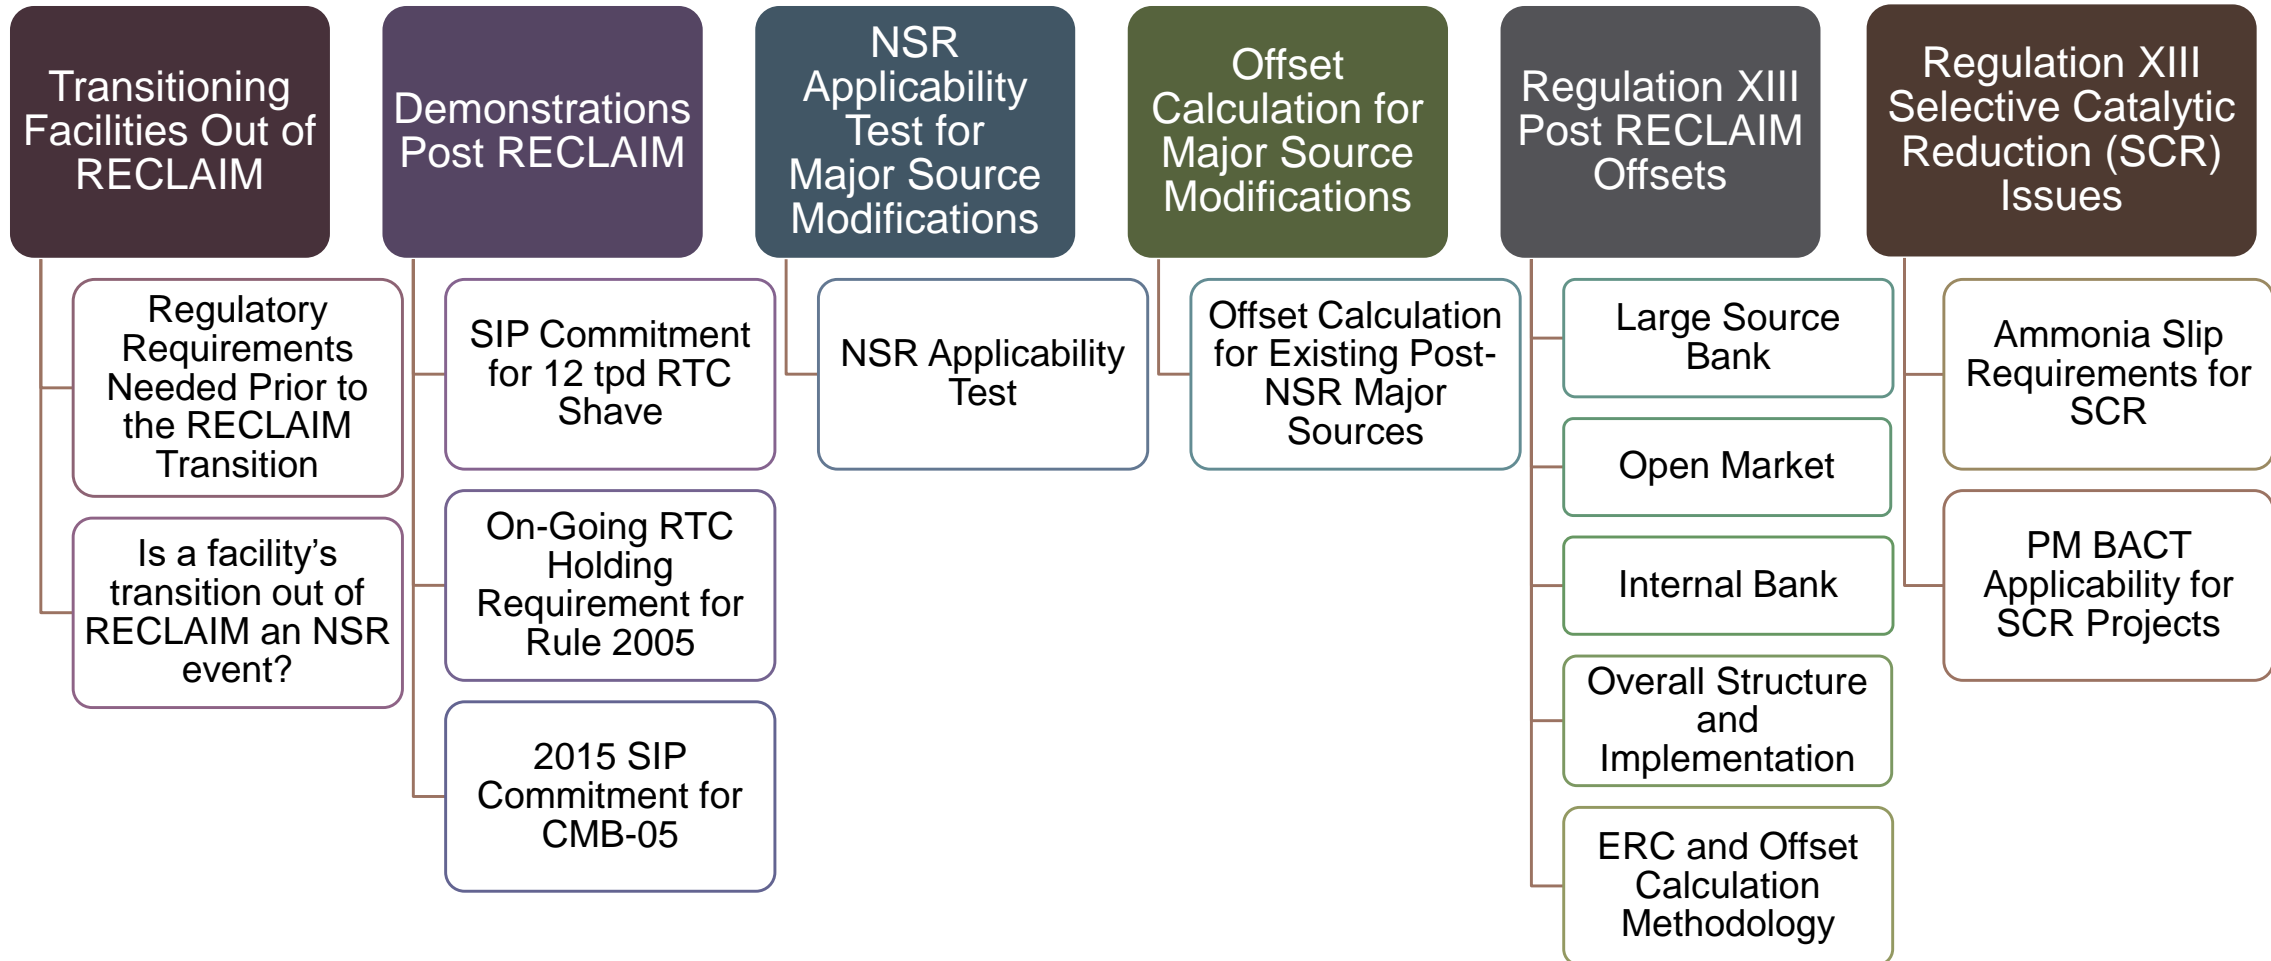 Transitioning
Facilities Out of
RECLAIM
Regulatory
Requirements
Needed Prior to
the RECLAIM
Transition
Is a facility’s
transition out of
RECLAIM an NSR
event?
Demonstrations
Post RECLAIM
SIP Commitment
for 12 tpd RTC
Shave
On-Going RTC
Holding
Requirement for
Rule 2005
2015 SIP
Commitment for
CMB-05
NSR
Applicability
Test for
Major Source
Modifications
NSR Applicability
Test
Offset
Calculation for
Major Source
Modifications
Offset Calculation
for Existing Post-
NSR Major
Sources
Regulation XIII
Post RECLAIM
Offsets
Large Source
Bank
Open Market
Internal Bank
Overall Structure
and
Implementation
ERC and Offset
Calculation
Methodology
Regulation XIII
Selective Catalytic
Reduction (SCR)
Issues
Ammonia Slip
Requirements for
SCR
PM BACT
Applicability for
SCR Projects